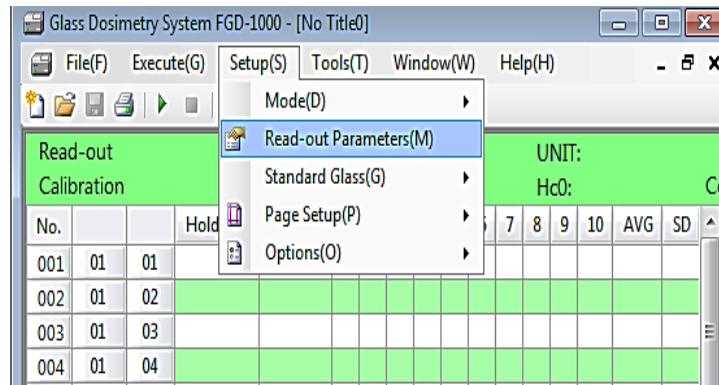 Glass Dosimetry System FGD-1000 - [No Title0]
File(F) Execute(G) Setup(S) Tools(T) Window(W) Help(H)
Mode(D)
Read-out Parameters(M)
Standard Glass(G)
Page Setup(P)
Options(O)
Read-out UNIT:
Calibration Hc0:
No. Hold 7 8 9 10 AVG SD
001 01 01
002 01 02
003 01 03
004 01 04